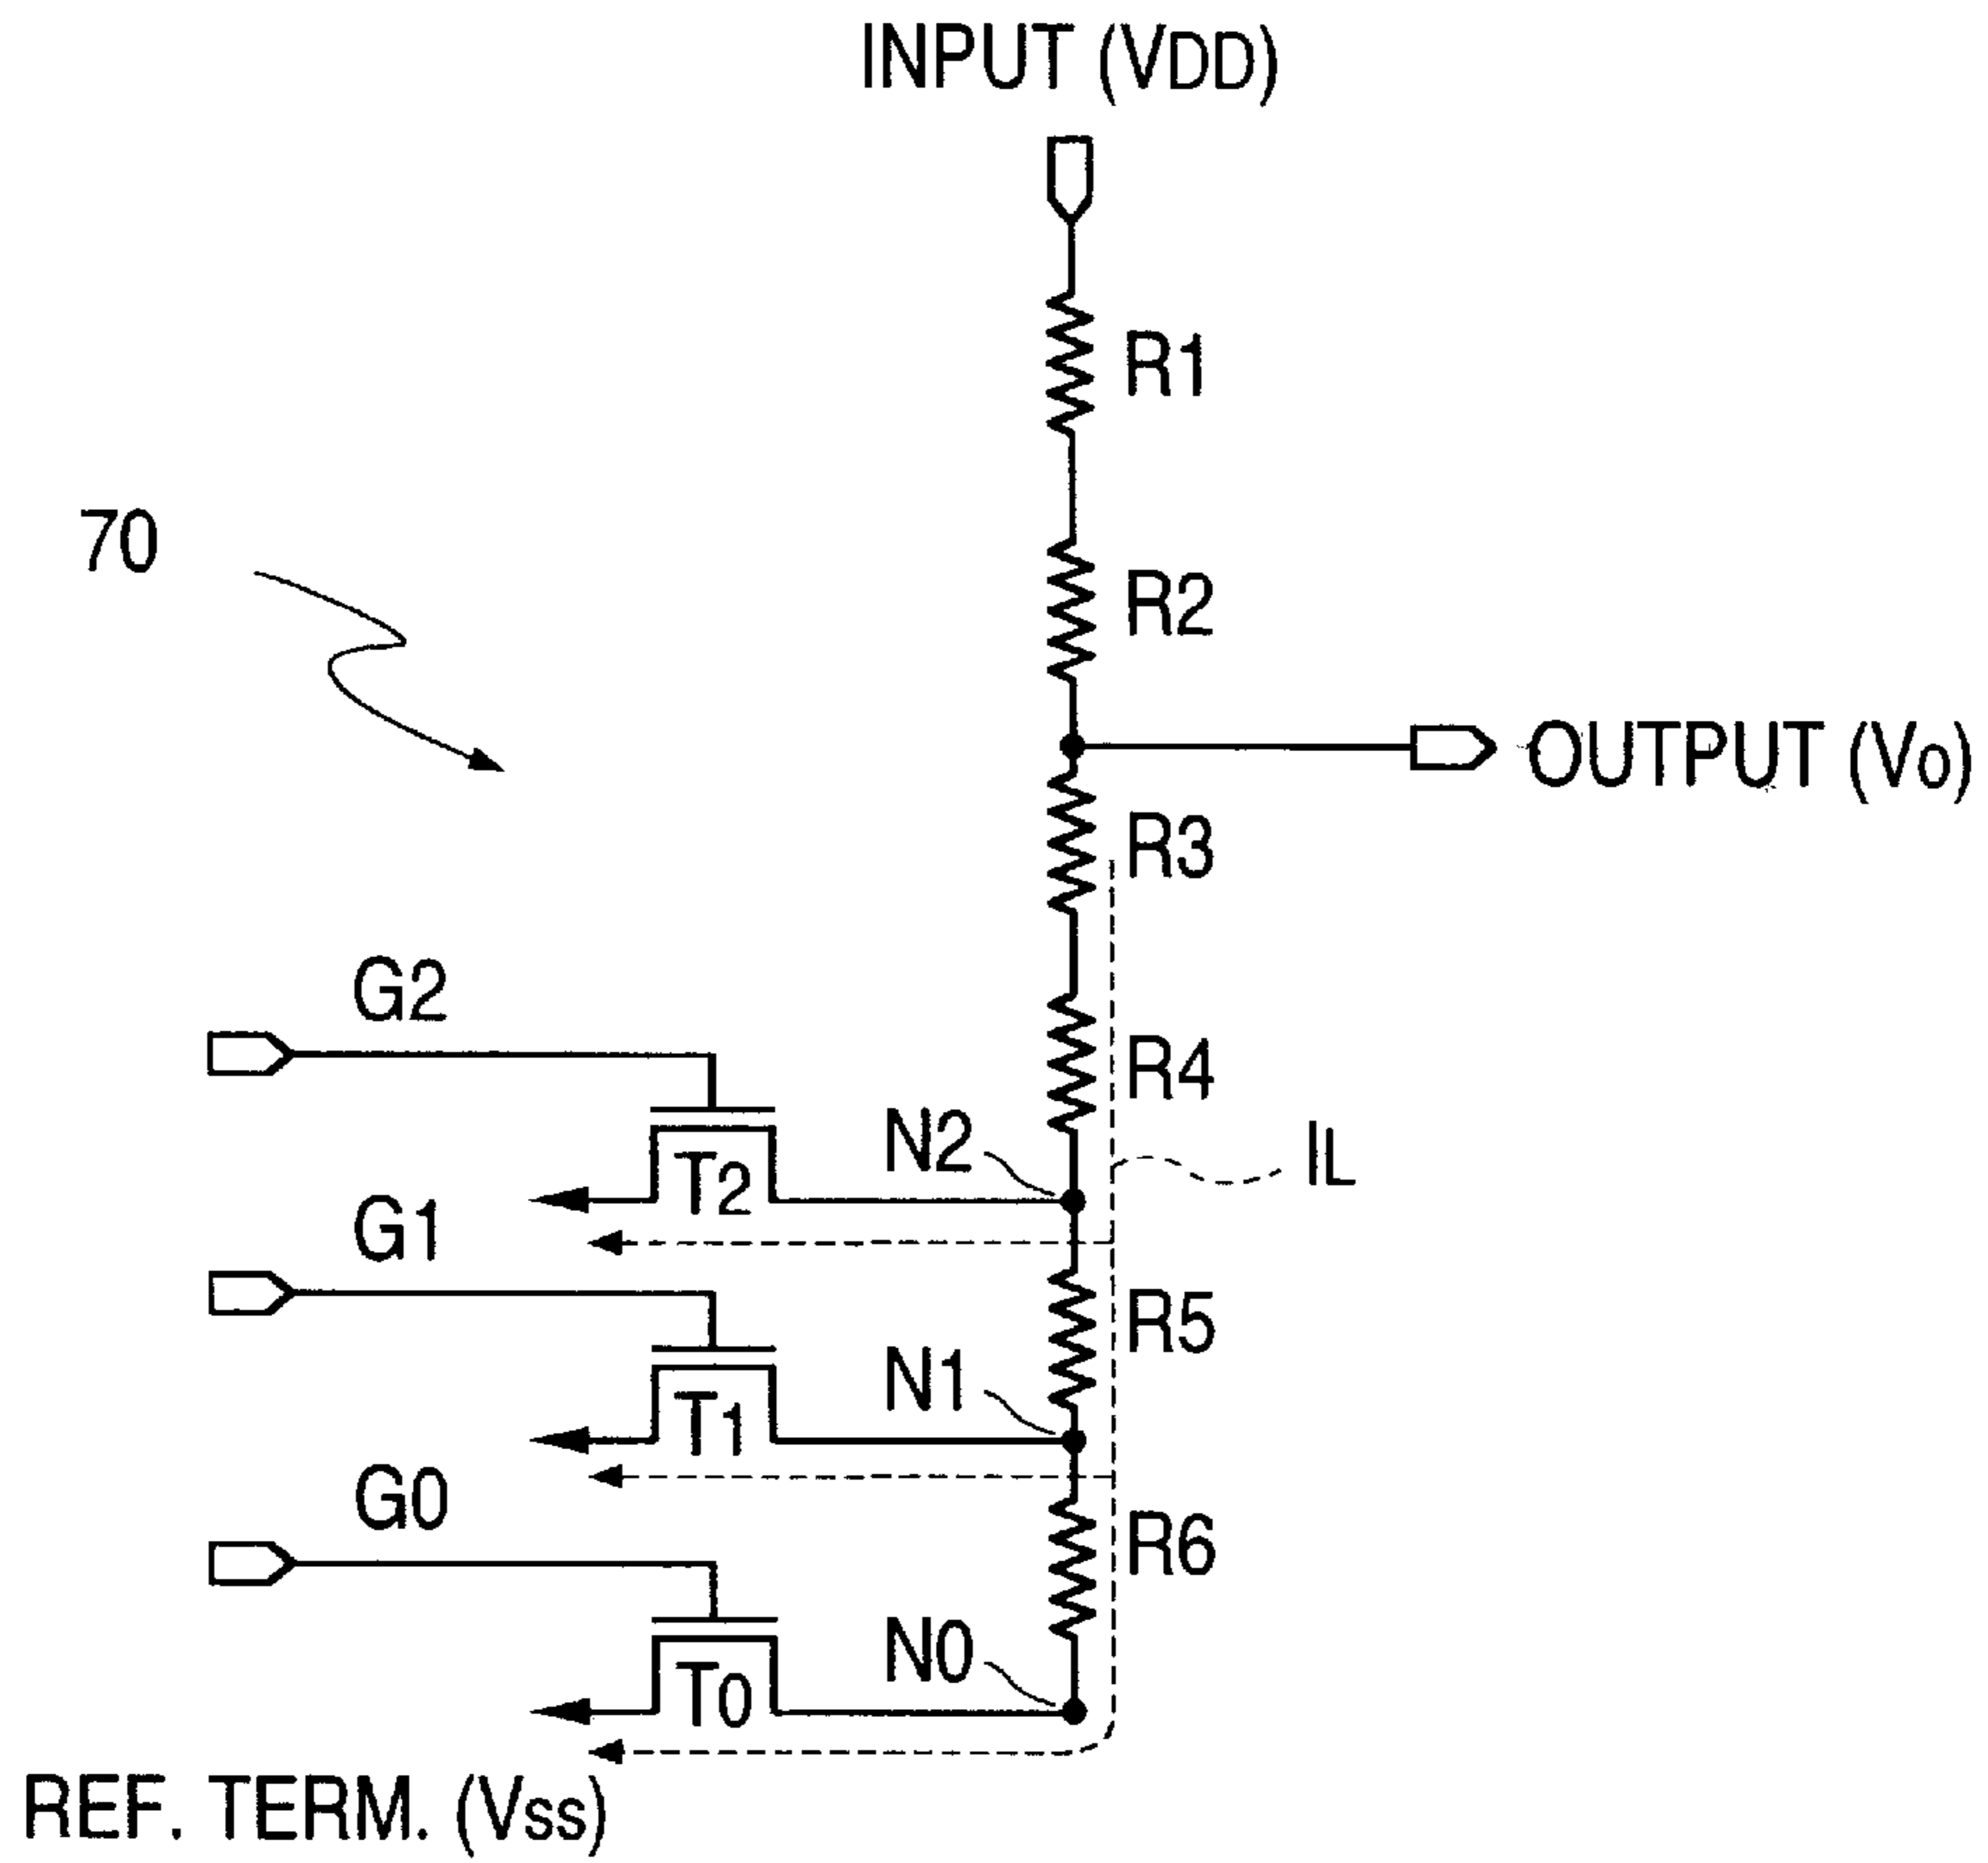 INPUT (VDD)
R1
70
R2
OUTPUT (Vo)
R3
G2
R4
N2
IL
T2
G1
R5
N1
T1
G0
R6
N0
T0
REF. TERM. (Vss)